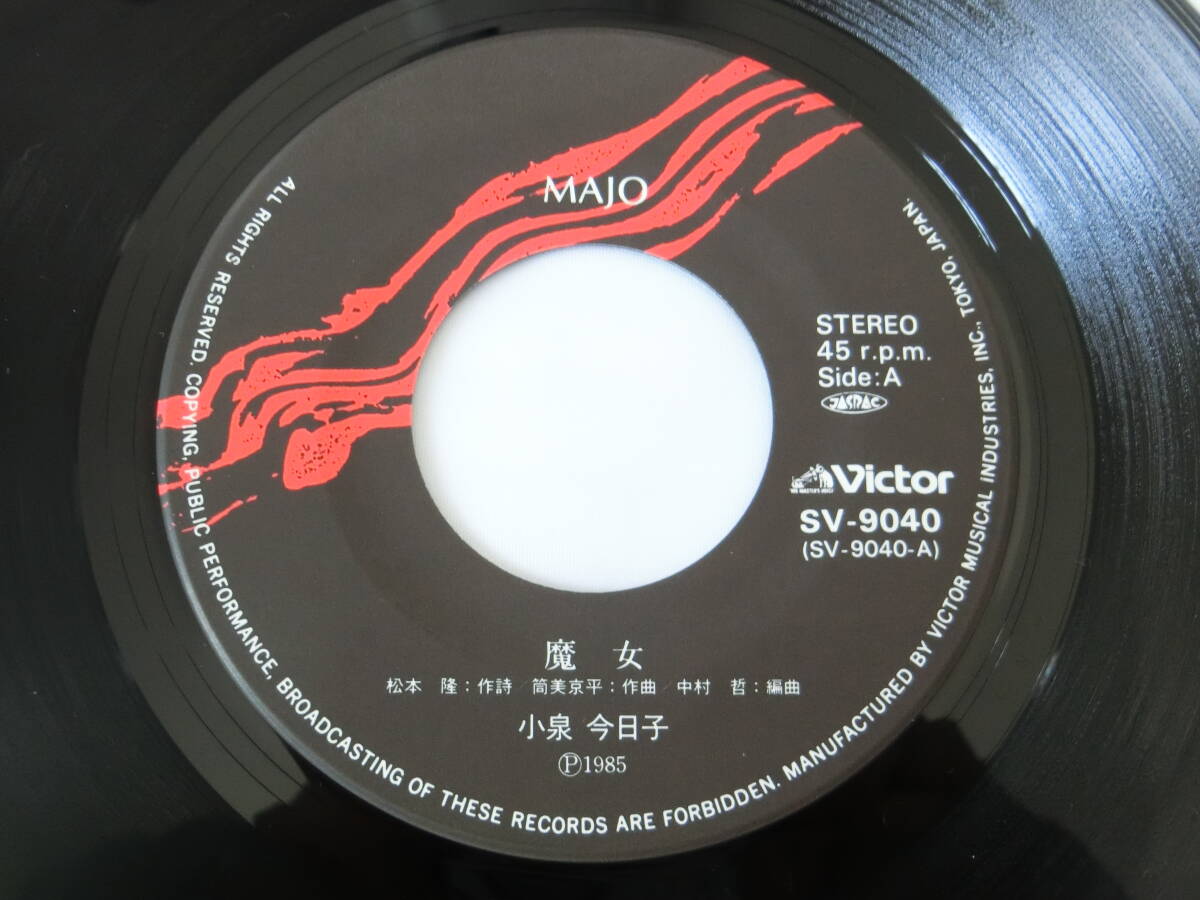 MAJO
STEREO
45 r.p.m.
Side:A
JASRAC
Victor
SV-9040
(SV-9040-A)
魔女
松本 隆:作詩/筒美京平:作曲/中村 哲:編曲
小泉 今日子
Ⓟ1985
ALL RIGHTS RESERVED. COPYING, PUBLIC PERFORMANCE, BROADCASTING OF THESE RECORDS ARE FORBIDDEN. MANUFACTURED BY VICTOR MUSICAL INDUSTRIES, INC., TOKYO, JAPAN.